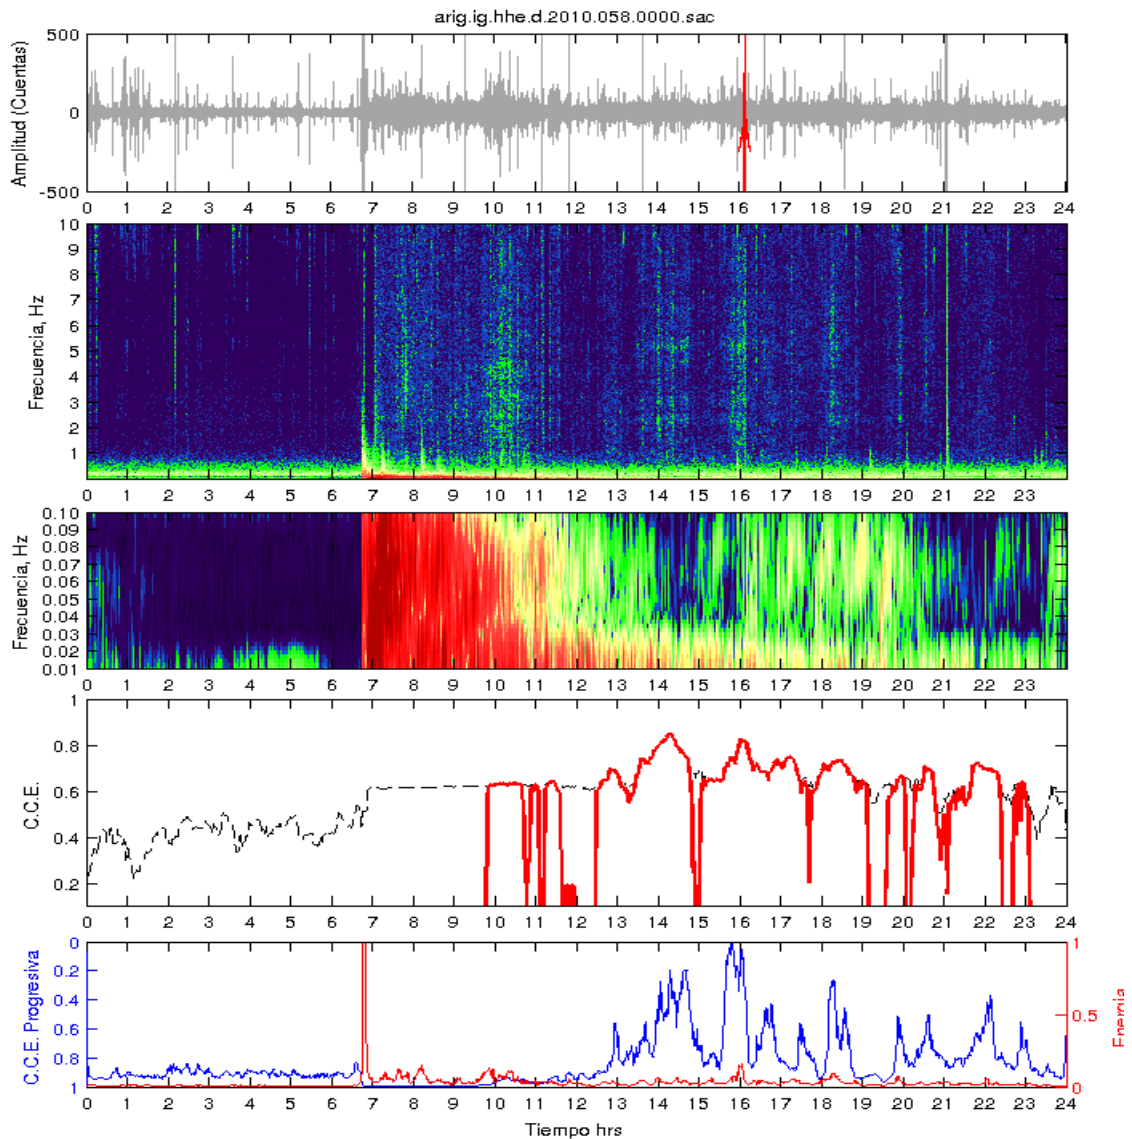 arig.ig.hhe.d.2010.058.0000.sac
Amplitud (Cuentas)
500
0
-500
0 1 2 3 4 5 6 7 8 9 10 11 12 13 14 15 16 17 18 19 20 21 22 23 24
Frecuencia, Hz
10
9
8
7
6
5
4
3
2
1
0 1 2 3 4 5 6 7 8 9 10 11 12 13 14 15 16 17 18 19 20 21 22 23
Frecuencia, Hz
0.10
0.09
0.08
0.07
0.06
0.05
0.04
0.03
0.02
0.01
0 1 2 3 4 5 6 7 8 9 10 11 12 13 14 15 16 17 18 19 20 21 22 23
C.C.E.
1
0.8
0.6
0.4
0.2
0 1 2 3 4 5 6 7 8 9 10 11 12 13 14 15 16 17 18 19 20 21 22 23 24
C.C.E. Progresiva
0
0.2
0.4
0.6
0.8
1
1
0.5
0
Energia
0 1 2 3 4 5 6 7 8 9 10 11 12 13 14 15 16 17 18 19 20 21 22 23 24
Tiempo hrs